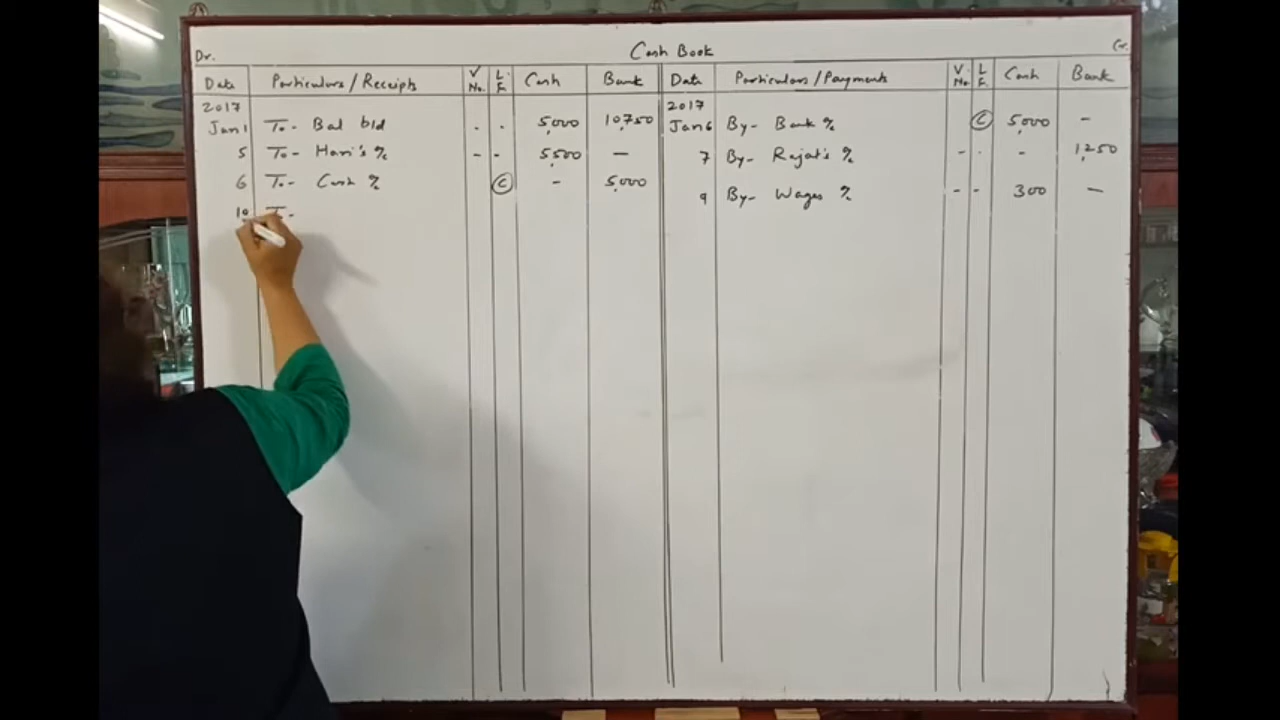 Cash Book
Dr. Cr.
Date Particulars/Receipts V. No. L. F. Cash Bank Date Particulars/Payments V. No. L F. Cash Bank
2017 2017
Jan 1 To- Bal b/d - - 5,000 10,750 Jan 6 By- Bank % C 5,000 -
5 To- Hari's % - - 5,500 - 7 By- Rajat's % - - - 1,250
6 To- Cash % C - 5,000 9 By- Wages % - - 300 -
10 To-